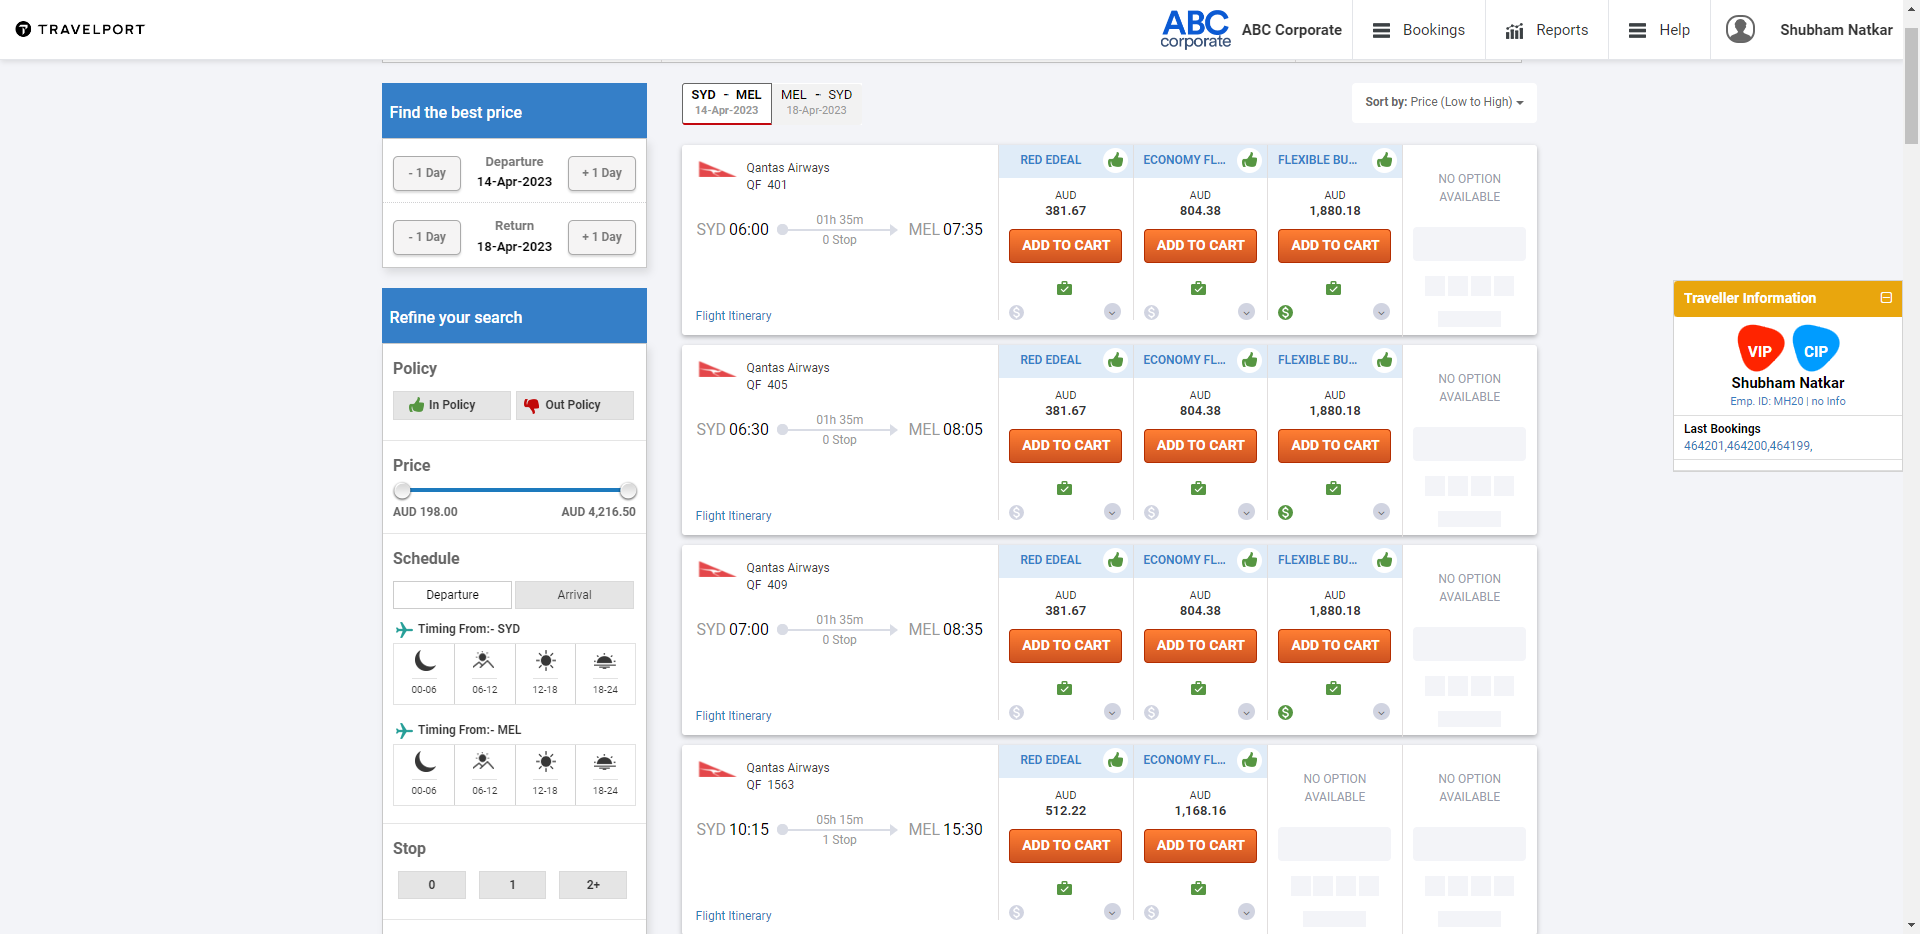 TRAVELPORT
ABC
corporate
ABC Corporate
Bookings
Reports
Help
Shubham Natkar
Find the best price
- 1 Day
Departure
14-Apr-2023
+ 1 Day
- 1 Day
Return
18-Apr-2023
+ 1 Day
Refine your search
Policy
In Policy
Out Policy
Price
AUD 198.00
AUD 4,216.50
Schedule
Departure
Arrival
Timing From:- SYD
00-06
06-12
12-18
18-24
Timing From:- MEL
00-06
06-12
12-18
18-24
Stop
0
1
2+
SYD - MEL
14-Apr-2023
MEL - SYD
18-Apr-2023
Sort by: Price (Low to High)
Qantas Airways
QF 401
SYD 06:00
01h 35m
0 Stop
MEL 07:35
Flight Itinerary
RED EDEAL
AUD
381.67
ADD TO CART
ECONOMY FL...
AUD
804.38
ADD TO CART
FLEXIBLE BU...
AUD
1,880.18
ADD TO CART
NO OPTION
AVAILABLE
Qantas Airways
QF 405
SYD 06:30
01h 35m
0 Stop
MEL 08:05
Flight Itinerary
RED EDEAL
AUD
381.67
ADD TO CART
ECONOMY FL...
AUD
804.38
ADD TO CART
FLEXIBLE BU...
AUD
1,880.18
ADD TO CART
NO OPTION
AVAILABLE
Qantas Airways
QF 409
SYD 07:00
01h 35m
0 Stop
MEL 08:35
Flight Itinerary
RED EDEAL
AUD
381.67
ADD TO CART
ECONOMY FL...
AUD
804.38
ADD TO CART
FLEXIBLE BU...
AUD
1,880.18
ADD TO CART
NO OPTION
AVAILABLE
Qantas Airways
QF 1563
SYD 10:15
05h 15m
1 Stop
MEL 15:30
Flight Itinerary
RED EDEAL
AUD
512.22
ADD TO CART
ECONOMY FL...
AUD
1,168.16
ADD TO CART
NO OPTION
AVAILABLE
NO OPTION
AVAILABLE
Traveller Information
VIP
CIP
Shubham Natkar
Emp. ID: MH20 | no Info
Last Bookings
464201,464200,464199,